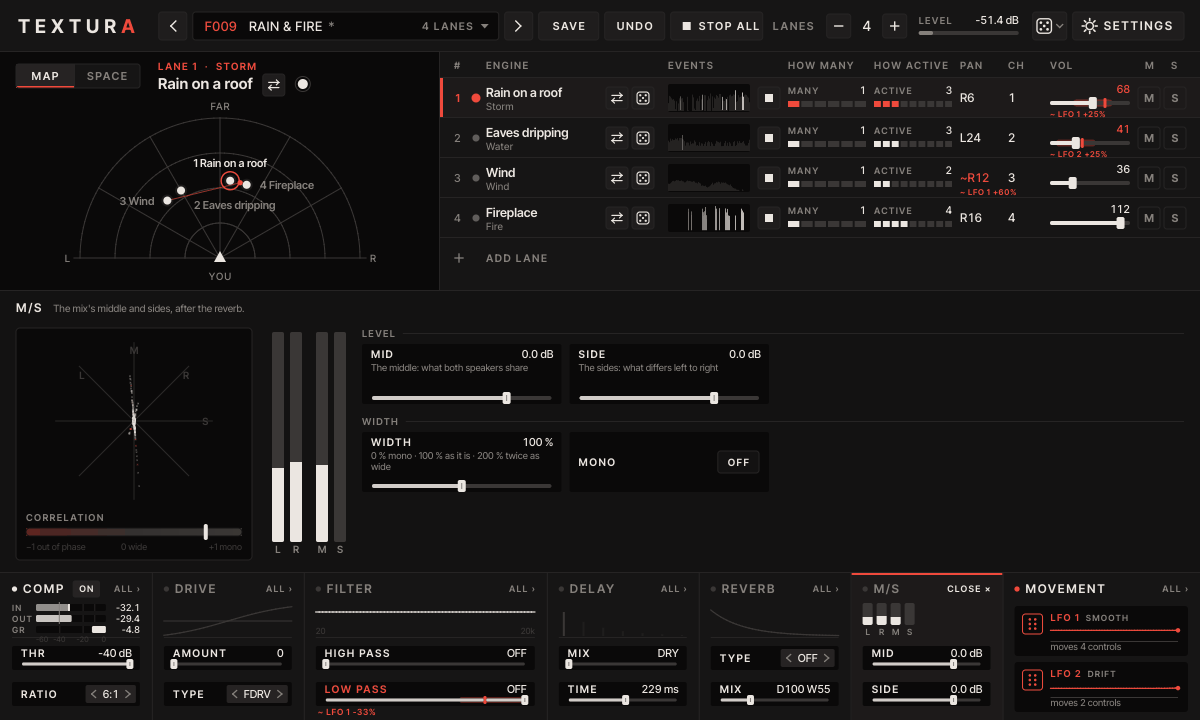 TEXTURA
F009 RAIN & FIRE *
4 LANES
SAVE
UNDO
STOP ALL
LANES
4
LEVEL -51.4 dB
SETTINGS
MAP
SPACE
LANE 1 · STORM
Rain on a roof
FAR
1 Rain on a roof
4 Fireplace
3 Wind
2 Eaves dripping
L
R
YOU
# ENGINE EVENTS HOW MANY HOW ACTIVE PAN CH VOL M S
1 Rain on a roof
Storm
MANY 1 ACTIVE 3 R6 1 68 M S
~ LFO 1 +25%
2 Eaves dripping
Water
MANY 1 ACTIVE 3 L24 2 41 M S
~ LFO 2 +25%
3 Wind
Wind
MANY 1 ACTIVE 2 ~R12 3 36 M S
~ LFO 1 +60%
4 Fireplace
Fire
MANY 1 ACTIVE 4 R16 4 112 M S
+ ADD LANE
M/S The mix's middle and sides, after the reverb.
M
L
R
S
CORRELATION
−1 out of phase 0 wide +1 mono
L R M S
LEVEL
MID 0.0 dB
The middle: what both speakers share
SIDE 0.0 dB
The sides: what differs left to right
WIDTH
WIDTH 100 %
0 % mono · 100 % as it is · 200 % twice as
wide
MONO OFF
COMP ON ALL ›
IN -32.1
OUT -29.4
GR -4.8
-60 -40 -20 0
THR -40 dB
RATIO 6:1
DRIVE ALL ›
AMOUNT 0
TYPE FDRV
FILTER ALL ›
20 20k
HIGH PASS OFF
LOW PASS OFF
~ LFO 1 -33%
DELAY ALL ›
MIX DRY
TIME 229 ms
REVERB ALL ›
TYPE OFF
MIX D100 W55
M/S CLOSE ×
L R M S
MID 0.0 dB
SIDE 0.0 dB
MOVEMENT ALL ›
LFO 1 SMOOTH
moves 4 controls
LFO 2 DRIFT
moves 2 controls